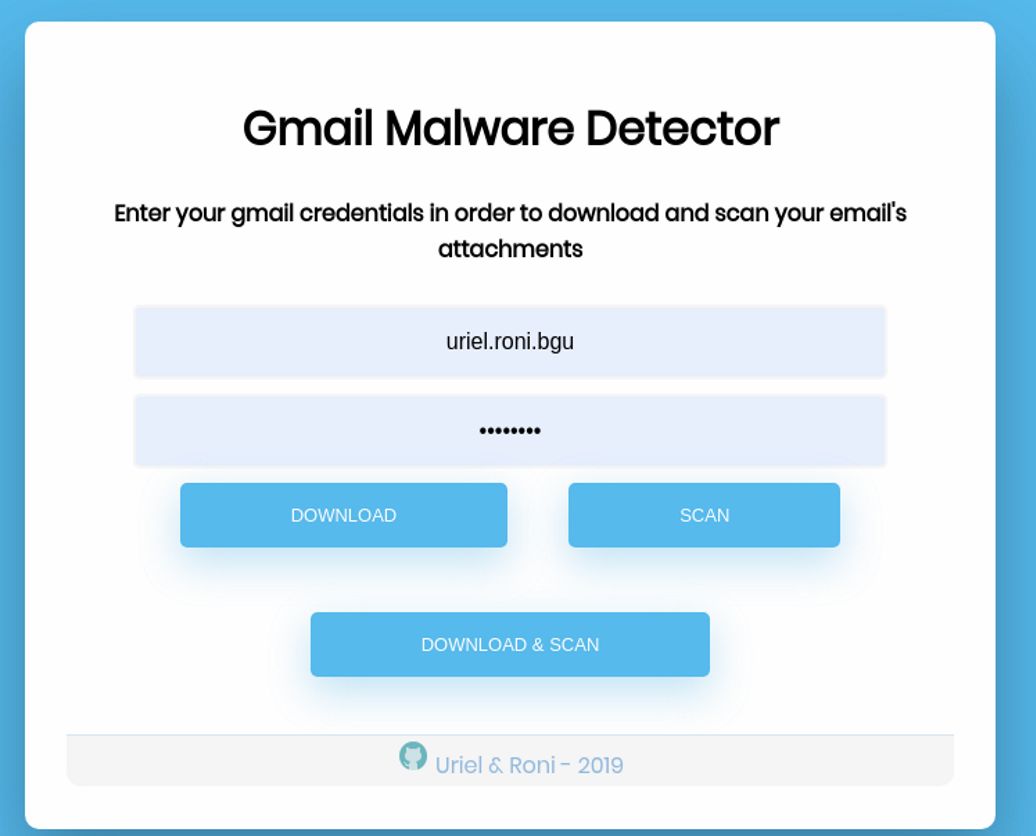 Gmail Malware Detector
Enter your gmail credentials in order to download and scan your email's
attachments
uriel.roni.bgu
••••••••
DOWNLOAD
SCAN
DOWNLOAD & SCAN
Uriel & Roni - 2019